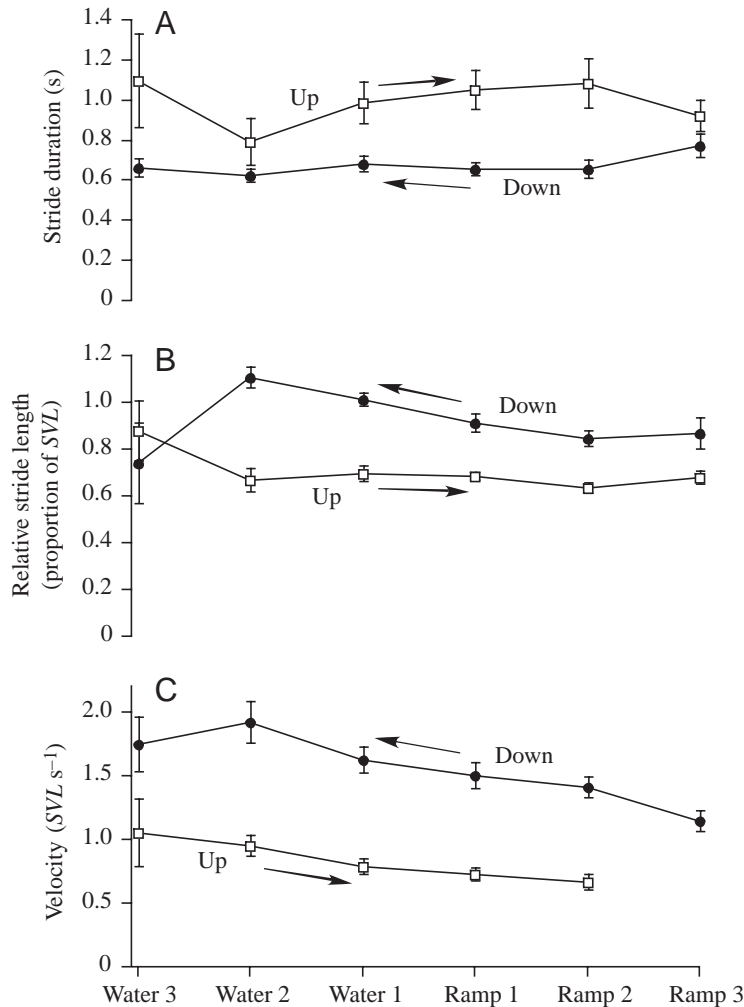 A
Stride duration (s)
1.4
1.2
1.0
0.8
0.6
0.4
0.2
0
Up
Down
B
Relative stride length
(proportion of SVL)
1.2
1.0
0.8
0.6
0.4
0.2
0
Down
Up
C
Velocity (SVL s⁻¹)
2.0
1.5
1.0
0.5
0
Down
Up
Water 3 Water 2 Water 1 Ramp 1 Ramp 2 Ramp 3